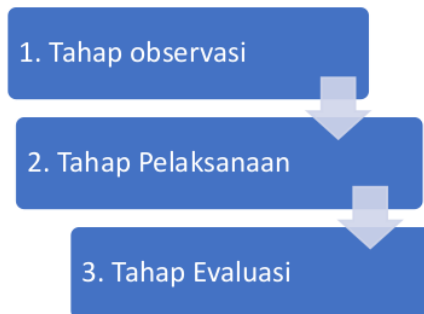 1. Tahap observasi
2. Tahap Pelaksanaan
3. Tahap Evaluasi